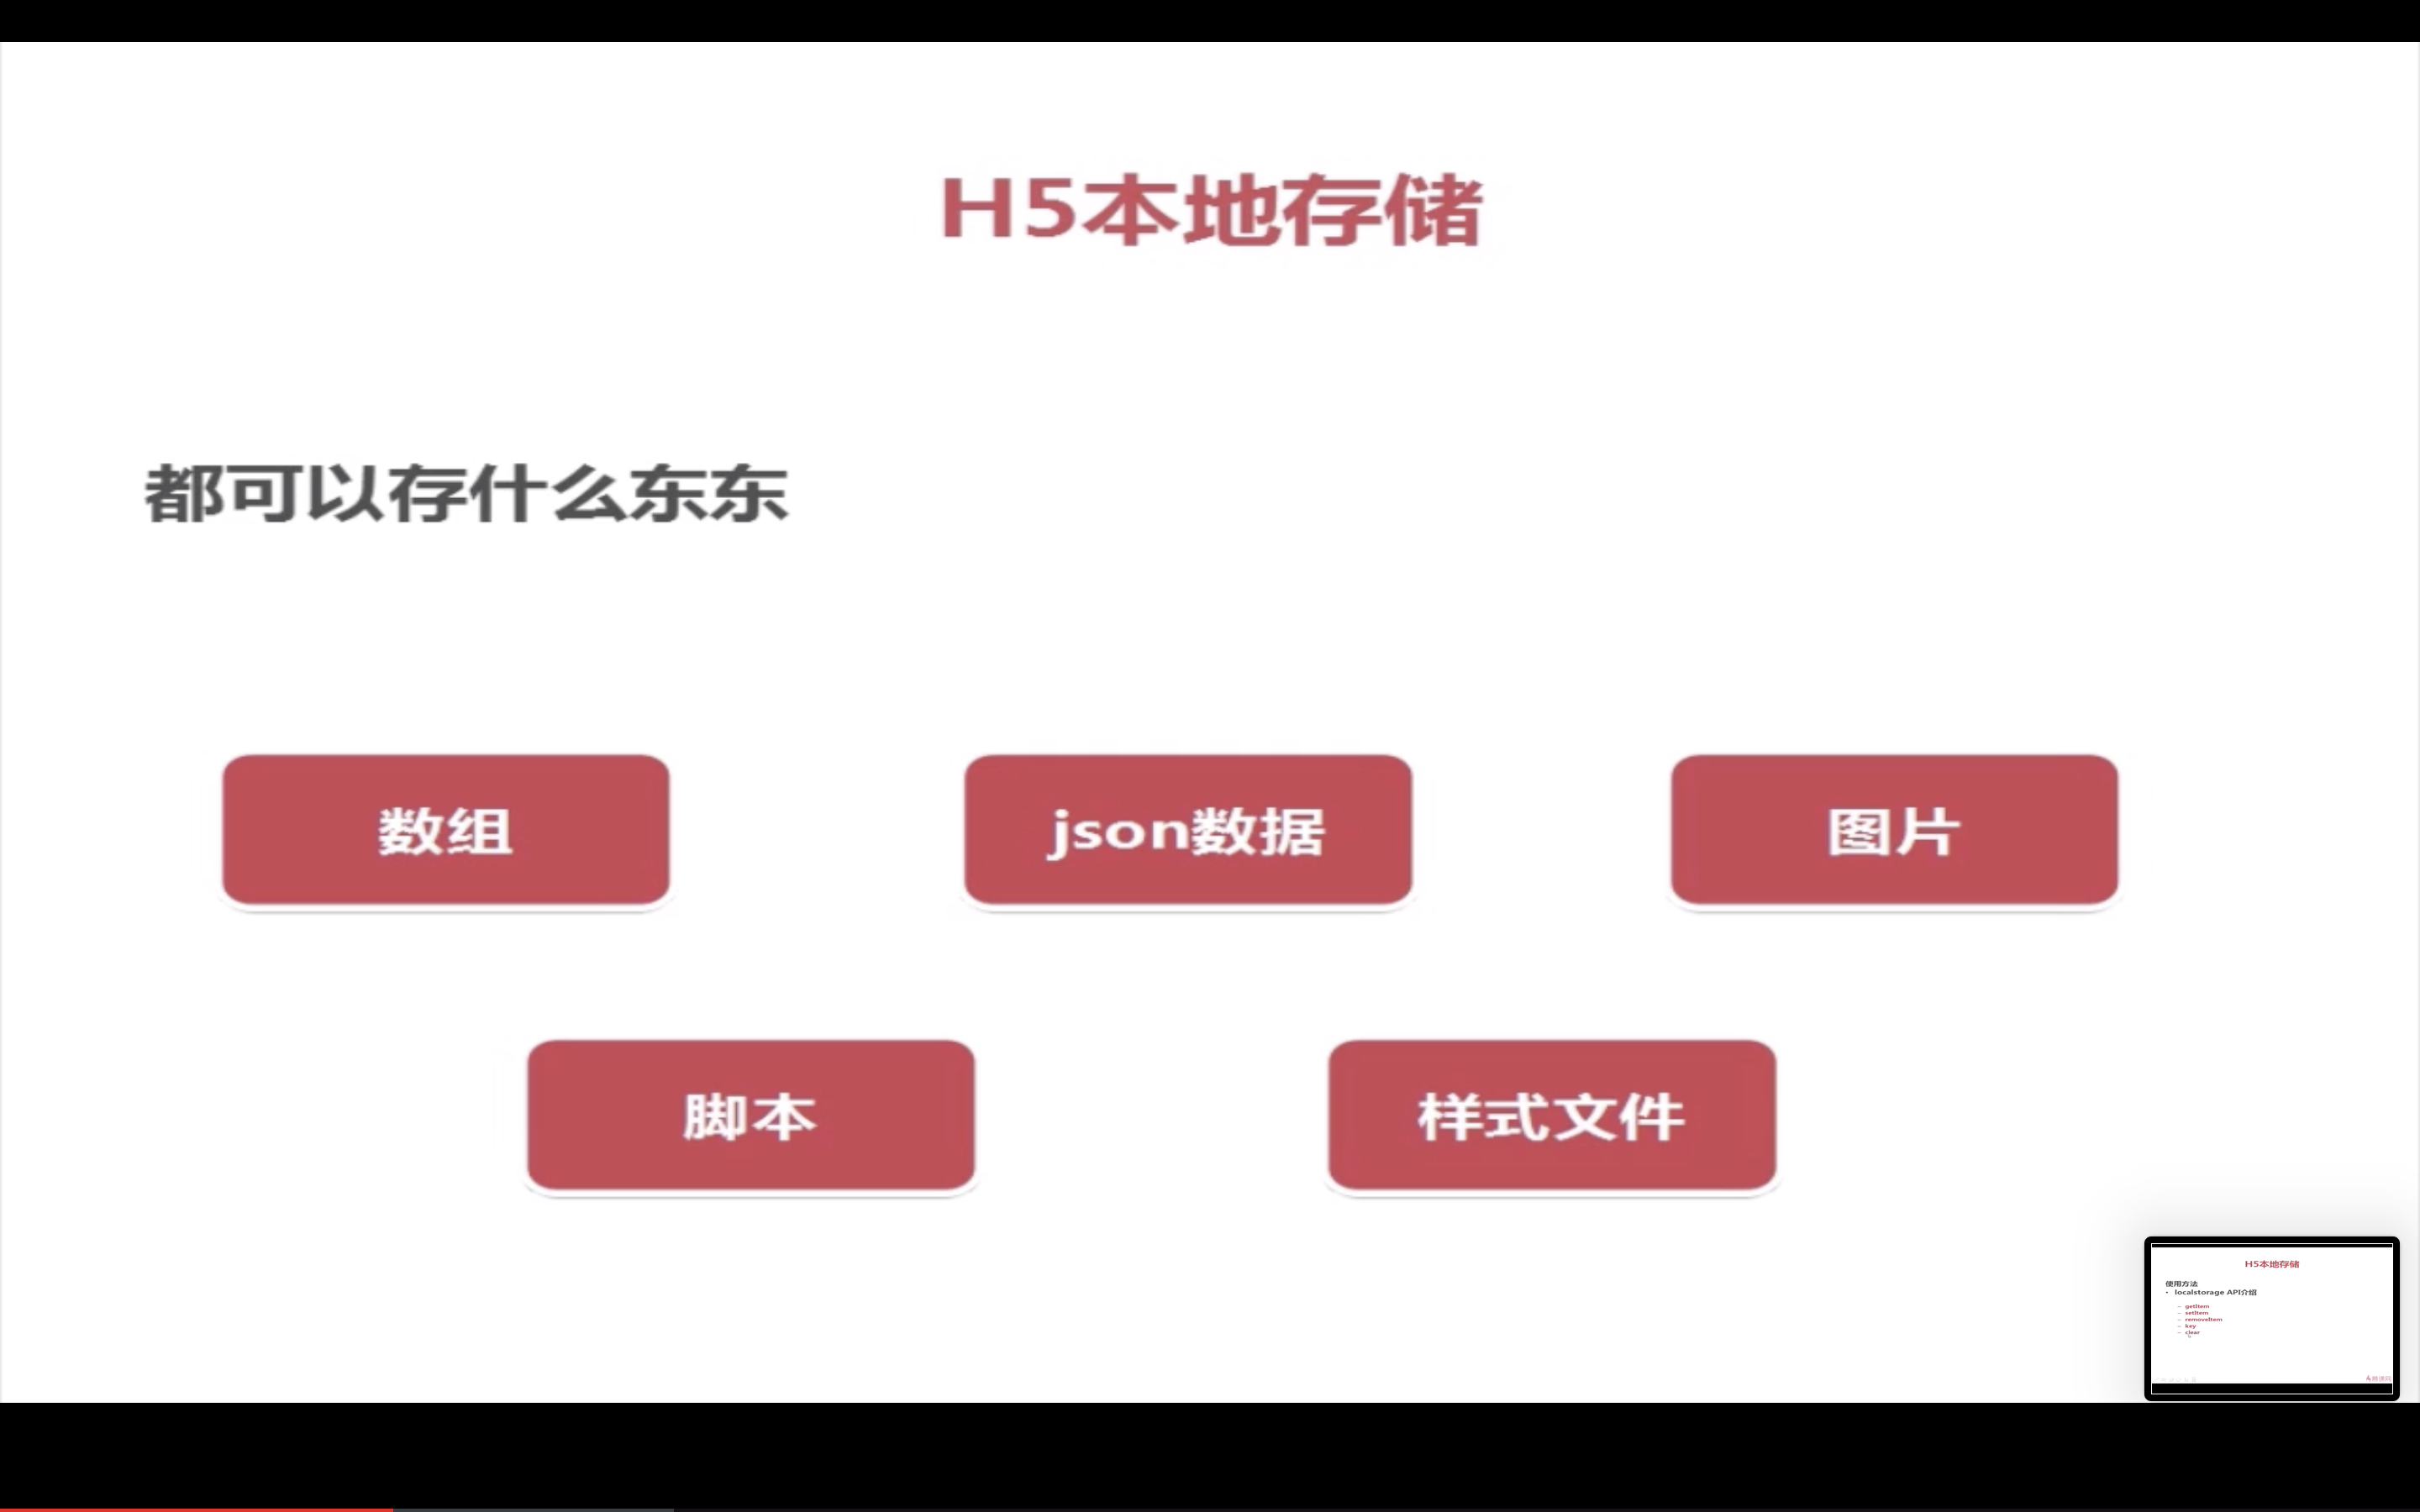 H5本地存储
都可以存什么东东
数组
json数据
图片
脚本
样式文件
H5本地存储
使用方法
• localstorage API介绍
– getItem
– setItem
– removeItem
– key
– clear